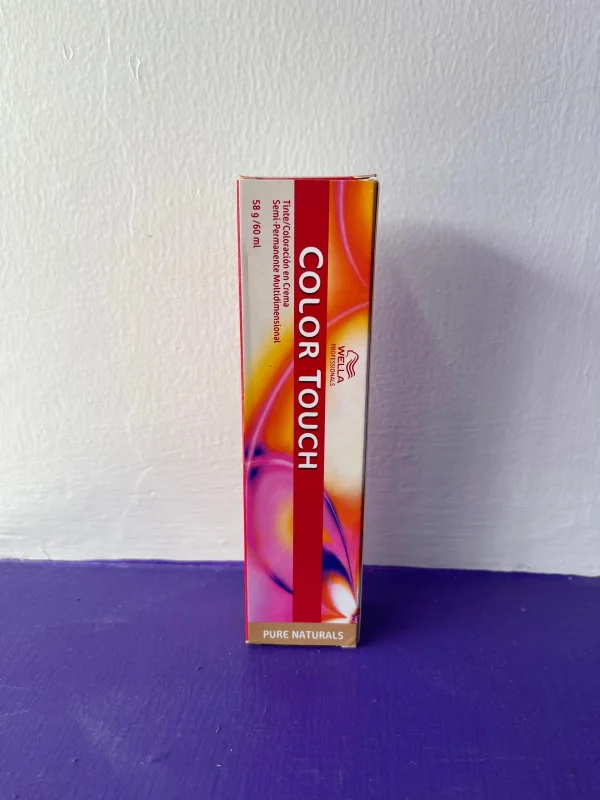 Tinte/Coloración en Crema
Semi-Permanente Multidimensional
58 g /60 ml
COLOR TOUCH
WELLA
PROFESSIONALS
PURE NATURALS